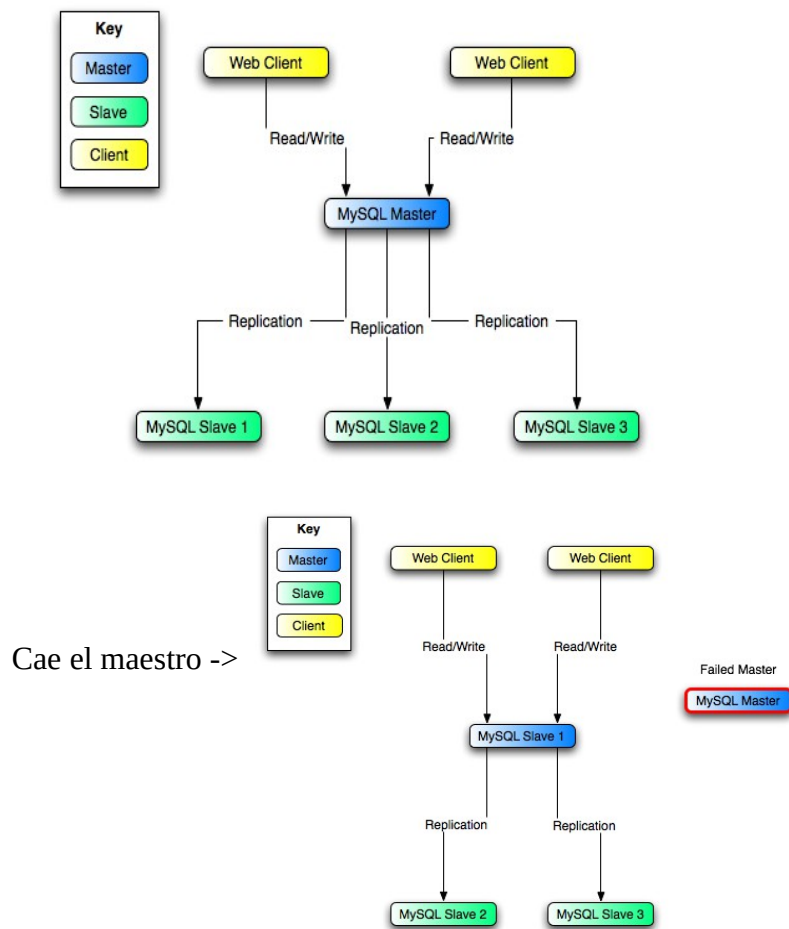 Key
Master
Slave
Client
Web Client
Web Client
Read/Write
Read/Write
MySQL Master
Replication
Replication
Replication
MySQL Slave 1
MySQL Slave 2
MySQL Slave 3
Cae el maestro ->
Key
Master
Slave
Client
Web Client
Web Client
Read/Write
Read/Write
Failed Master
MySQL Master
MySQL Slave 1
Replication
Replication
MySQL Slave 2
MySQL Slave 3